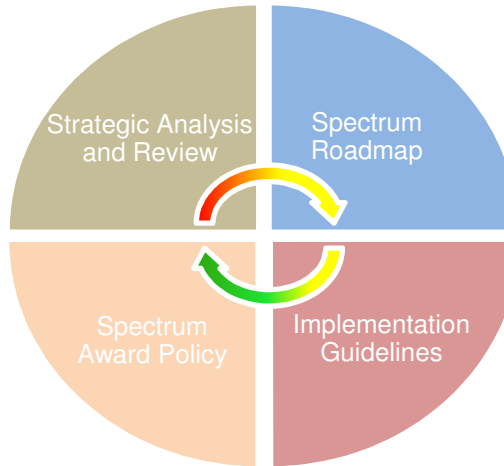 Strategic Analysis
and Review
Spectrum
Roadmap
Spectrum
Award Policy
Implementation
Guidelines